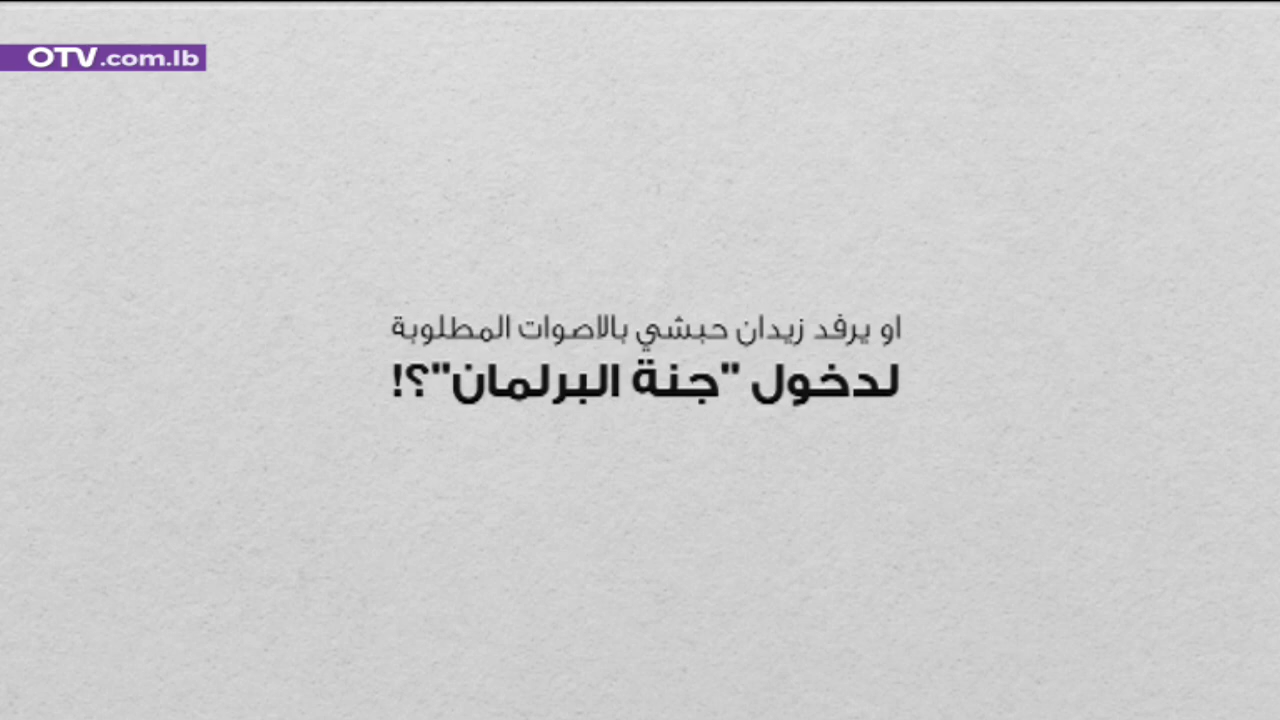 OTV.com.lb
او يرفد زيدان حبشي بالاصوات المطلوبة
لدخول "جنة البرلمان"؟!